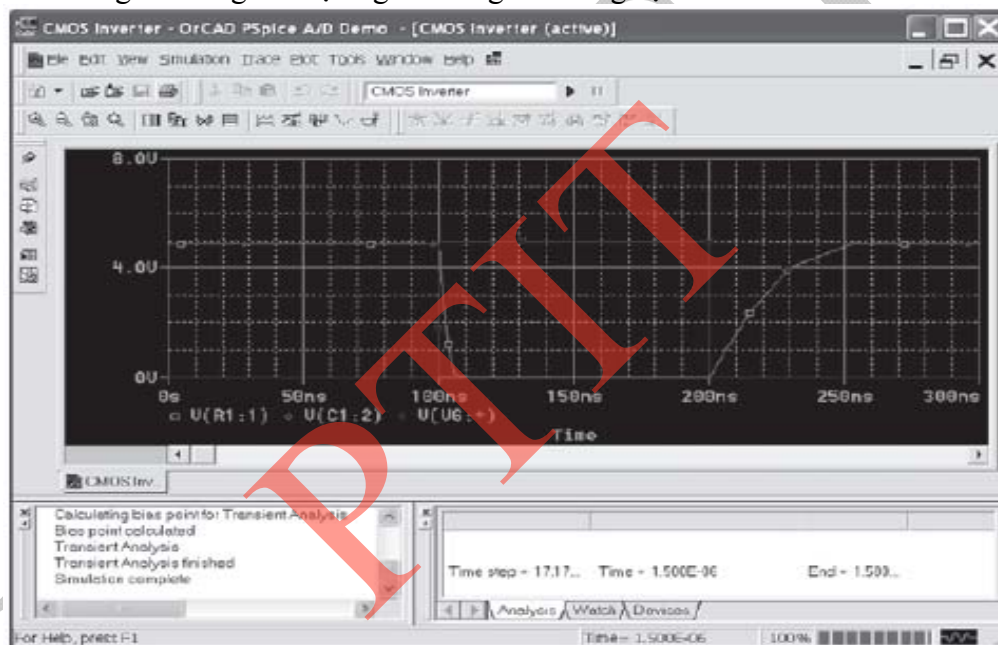 CMOS Inverter - OrCAD PSpice A/D Demo - [CMOS Inverter (active)]
File Edit View Simulation Trace Plot Tools Window Help
CMOS Inverter
8.0V
4.0V
0V
0s 50ns 100ns 150ns 200ns 250ns 300ns
V(R1:1) V(C1:2) V(V6:+)
Time
CMOS Inv..
Calculating bias point for Transient Analysis
Bias point calculated
Transient Analysis
Transient Analysis finished
Simulation complete
Time step = 17.17... Time = 1.500E-06 End = 1.500...
Analysis Watch Devices
For Help, press F1 Time= 1.500E-06 100%
PTIT